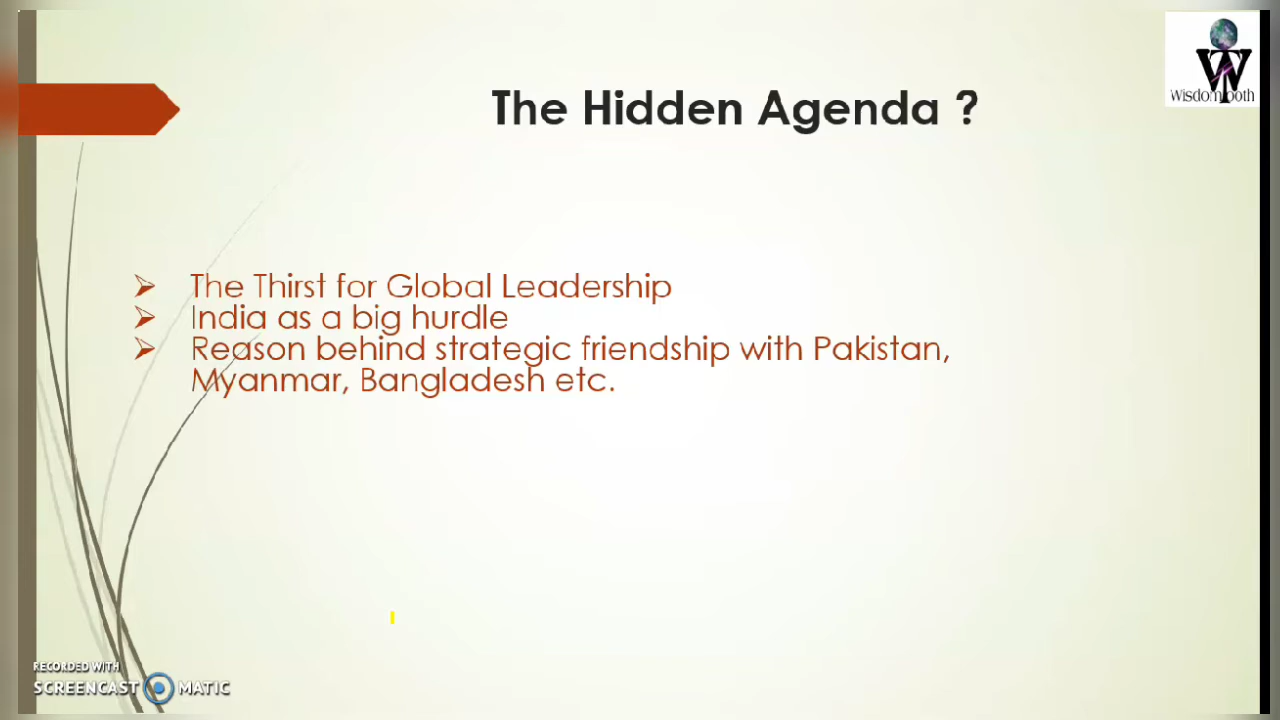 The Hidden Agenda ?
The Thirst for Global Leadership
India as a big hurdle
Reason behind strategic friendship with Pakistan,
Myanmar, Bangladesh etc.
RECORDED WITH
SCREENCAST MATIC